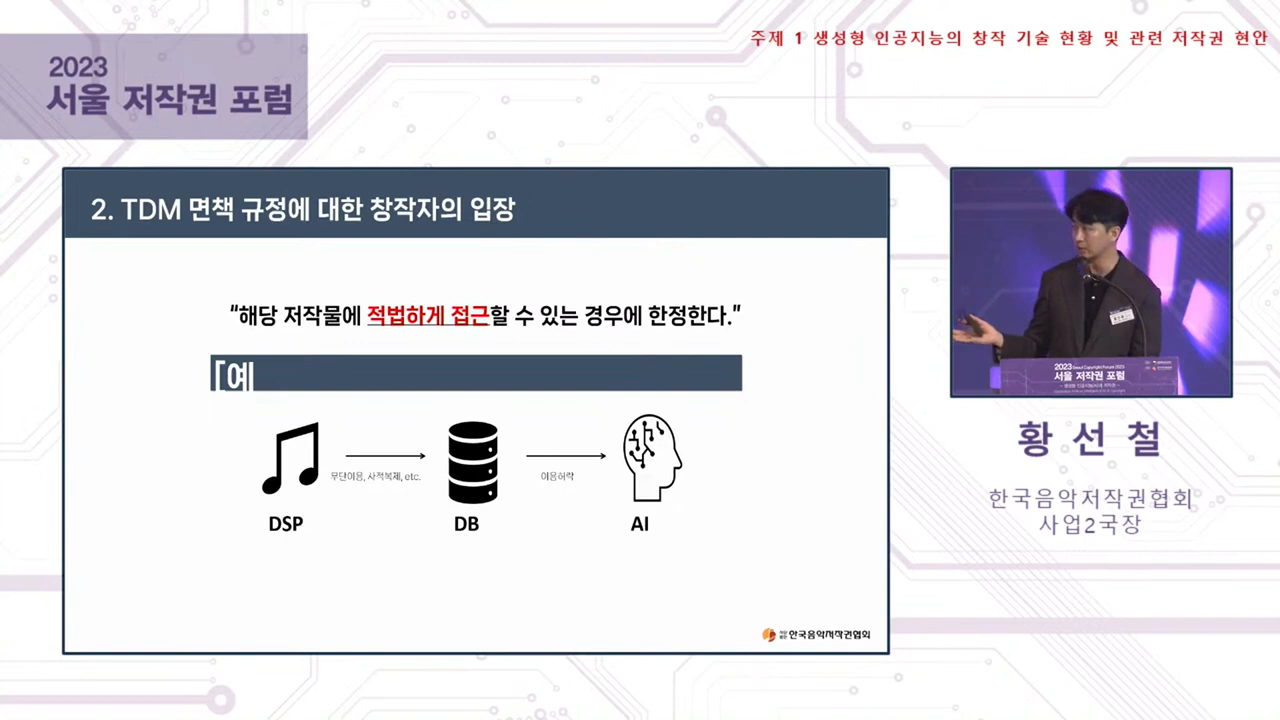 주제 1 생성형 인공지능의 창작 기술 현황 및 관련 저작권 현안
2023
서울 저작권 포럼
2. TDM 면책 규정에 대한 창작자의 입장
“해당 저작물에 적법하게 접근할 수 있는 경우에 한정한다.”
「예
무단이용, 사적복제, etc.
이용허락
DSP
DB
AI
한국음악저작권협회
2023 Seoul Copyright Forum 2023
서울 저작권 포럼
황선철
한국음악저작권협회
사업2국장